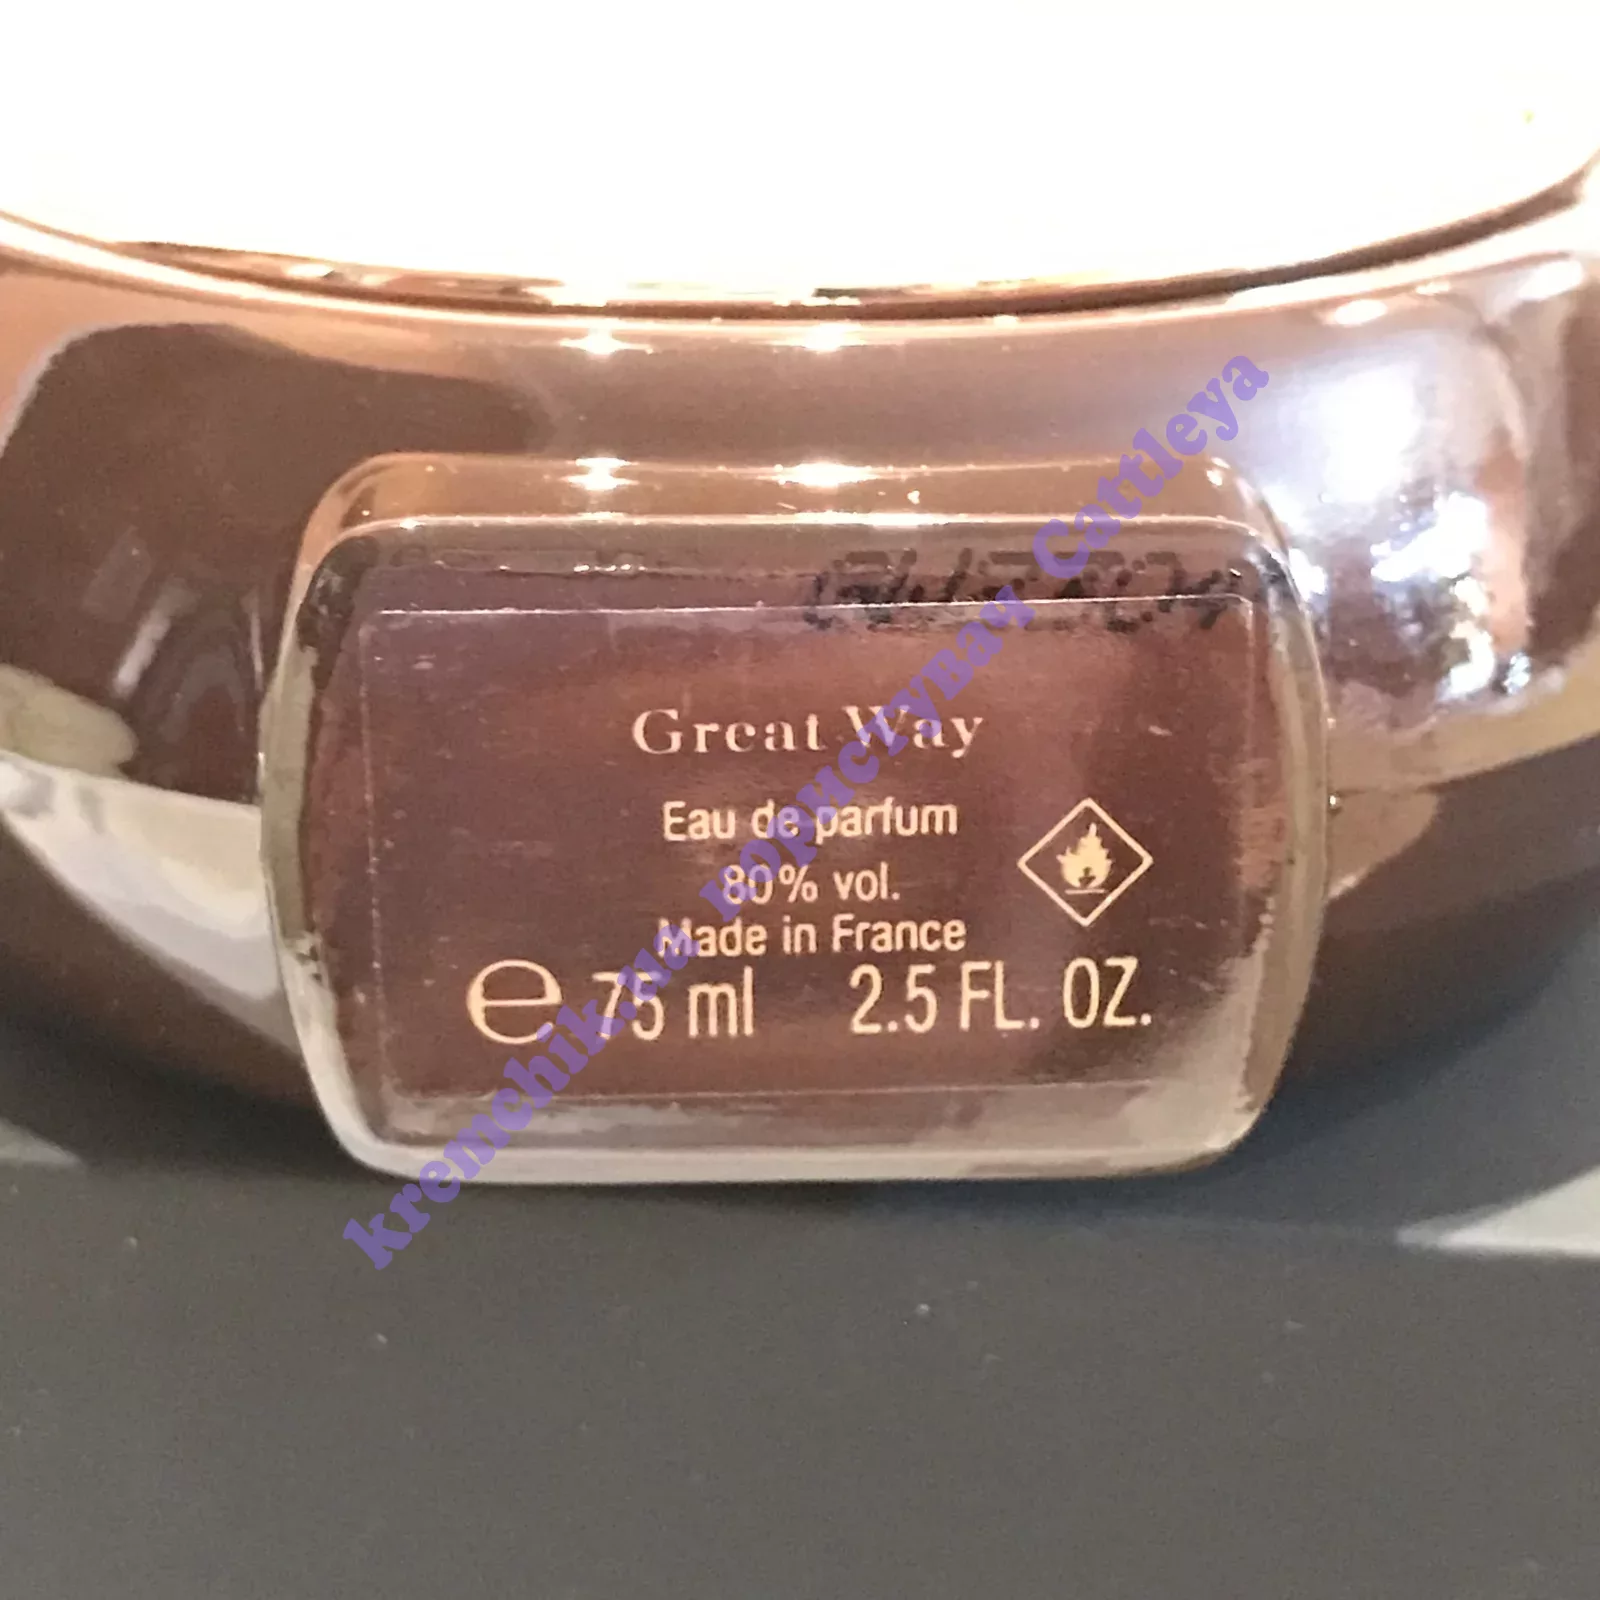 Great Way
Eau de parfum
80% vol.
Made in France
℮ 75 ml 2.5 FL. OZ.
kremchik.ua користувач Cattleya